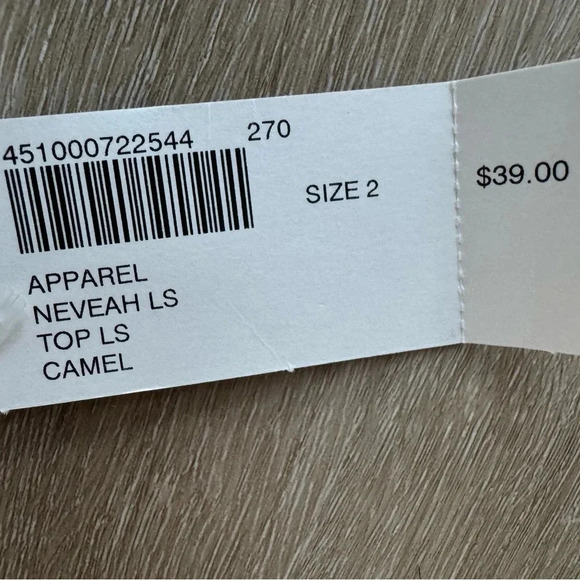 451000722544 270
SIZE 2
$39.00
APPAREL
NEVEAH LS
TOP LS
CAMEL